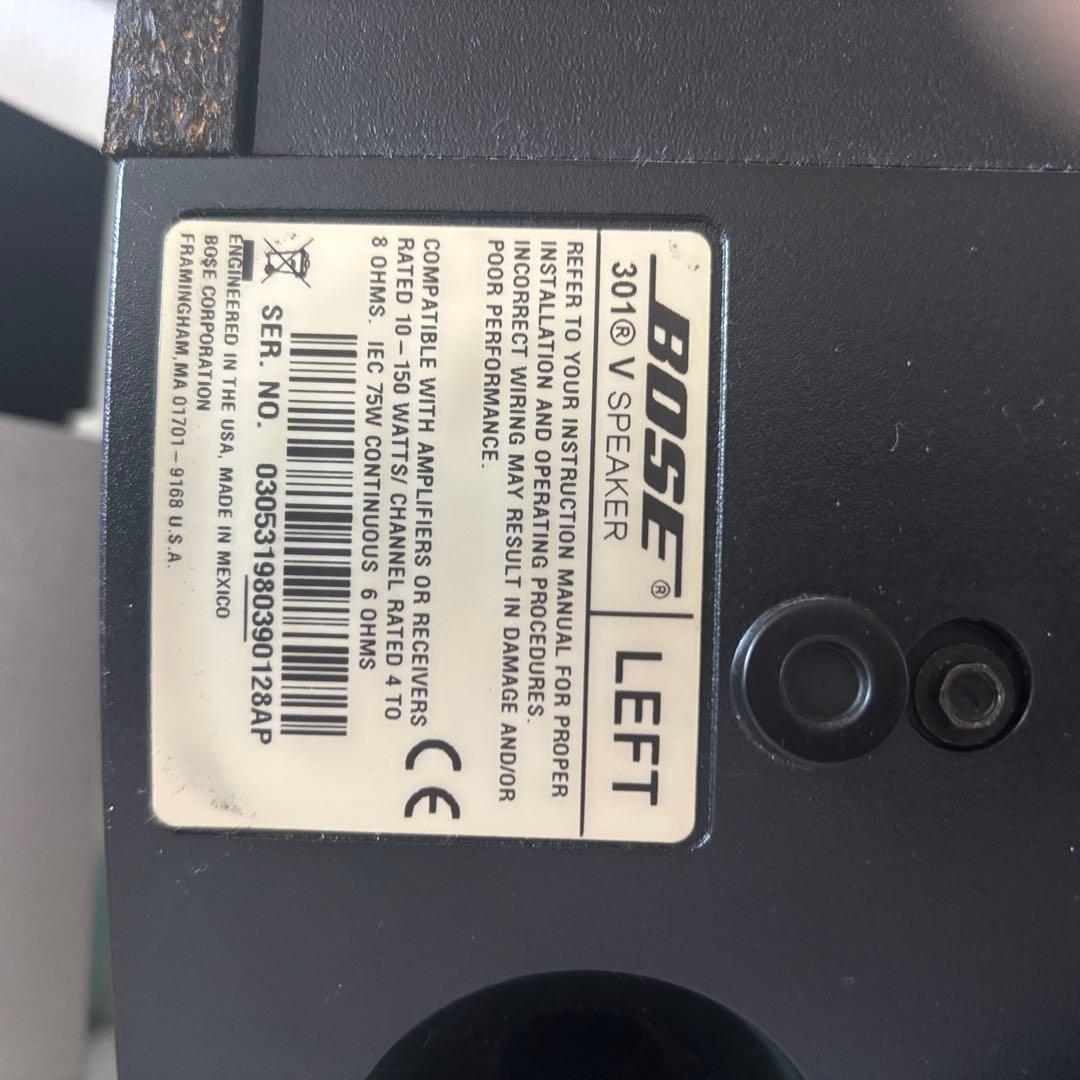 BOSE®
301® V SPEAKER
LEFT
REFER TO YOUR INSTRUCTION MANUAL FOR PROPER
INSTALLATION AND OPERATING PROCEDURES.
INCORRECT WIRING MAY RESULT IN DAMAGE AND/OR
POOR PERFORMANCE.
COMPATIBLE WITH AMPLIFIERS OR RECEIVERS
RATED 10-150 WATTS/ CHANNEL RATED 4 TO
8 OHMS. IEC 75W CONTINUOUS 6 OHMS
CE
SER. NO. 030531980390128AP
ENGINEERED IN THE USA, MADE IN MEXICO
BOSE CORPORATION
FRAMINGHAM,MA 01701-9168 U.S.A.